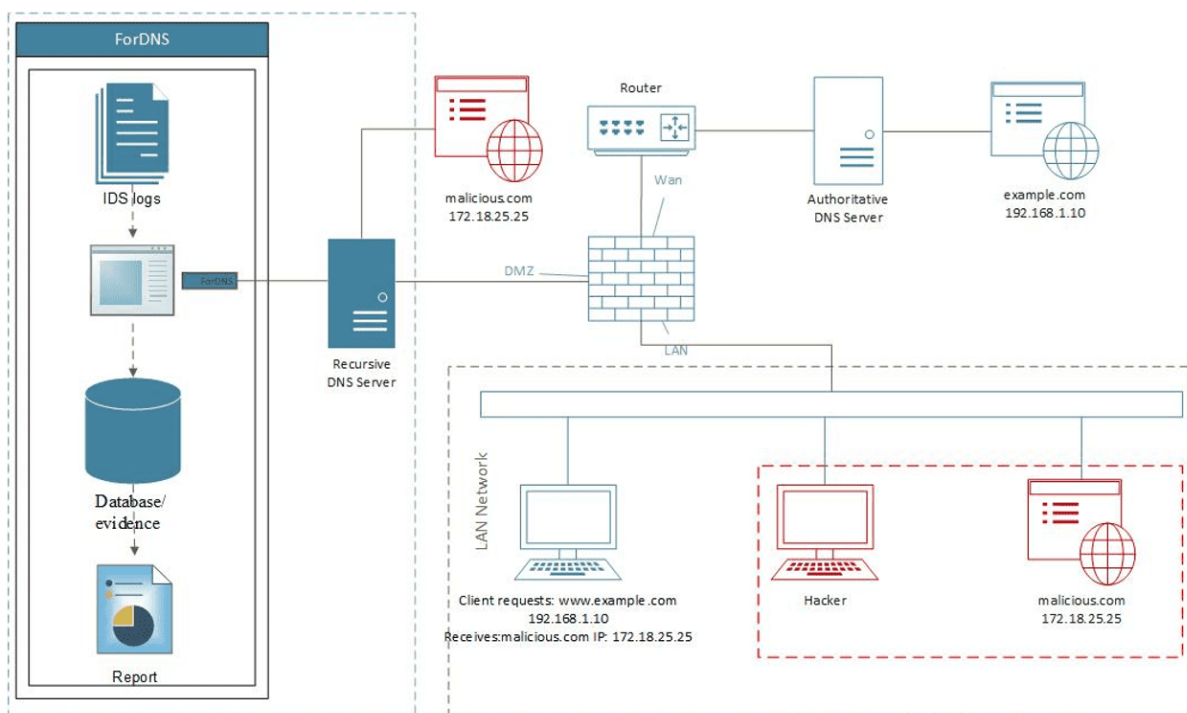 ForDNS
IDS logs
ForDNS
Database/
evidence
Report
Recursive
DNS Server
malicious.com
172.18.25.25
Router
Wan
DMZ
LAN
Authoritative
DNS Server
example.com
192.168.1.10
LAN Network
Client requests: www.example.com
192.168.1.10
Receives:malicious.com IP: 172.18.25.25
Hacker
malicious.com
172.18.25.25